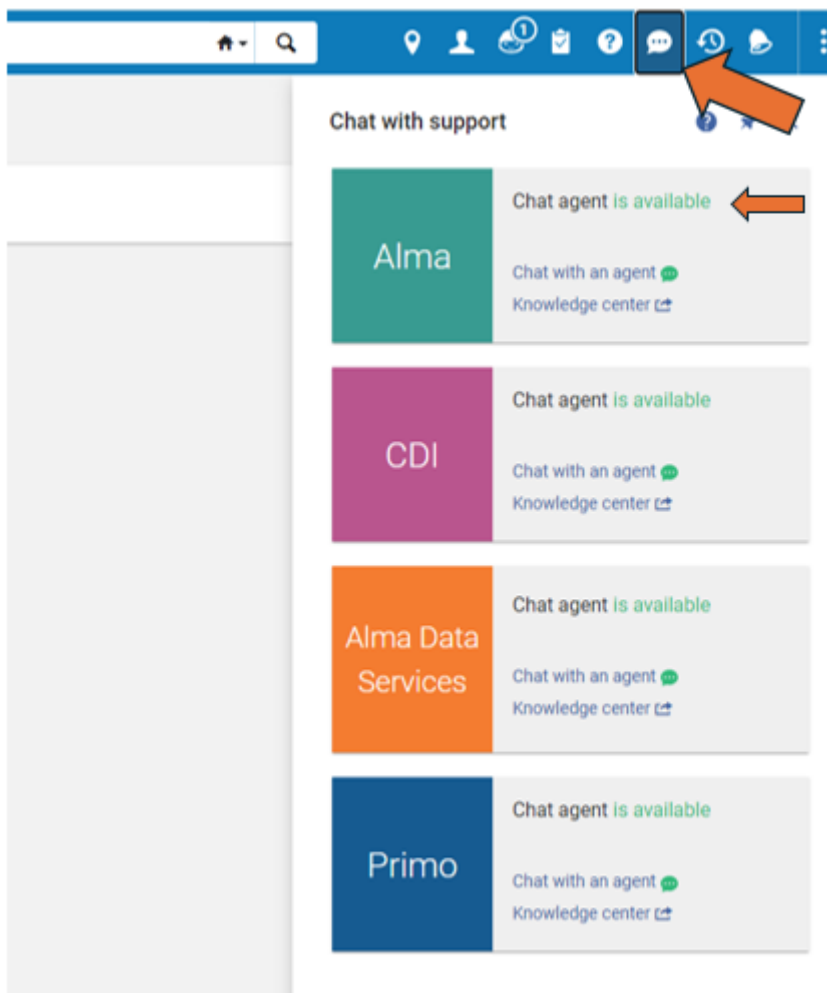 1
Chat with support
Alma
Chat agent is available
Chat with an agent
Knowledge center
CDI
Chat agent is available
Chat with an agent
Knowledge center
Alma Data
Services
Chat agent is available
Chat with an agent
Knowledge center
Primo
Chat agent is available
Chat with an agent
Knowledge center